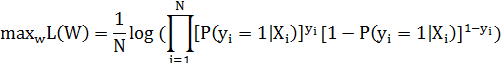 max_w L(W) = 1/N log ( ∏_{i=1}^{N} [P(y_i = 1|X_i)]^{y_i} [1 − P(y_i = 1|X_i)]^{1−y_i} )